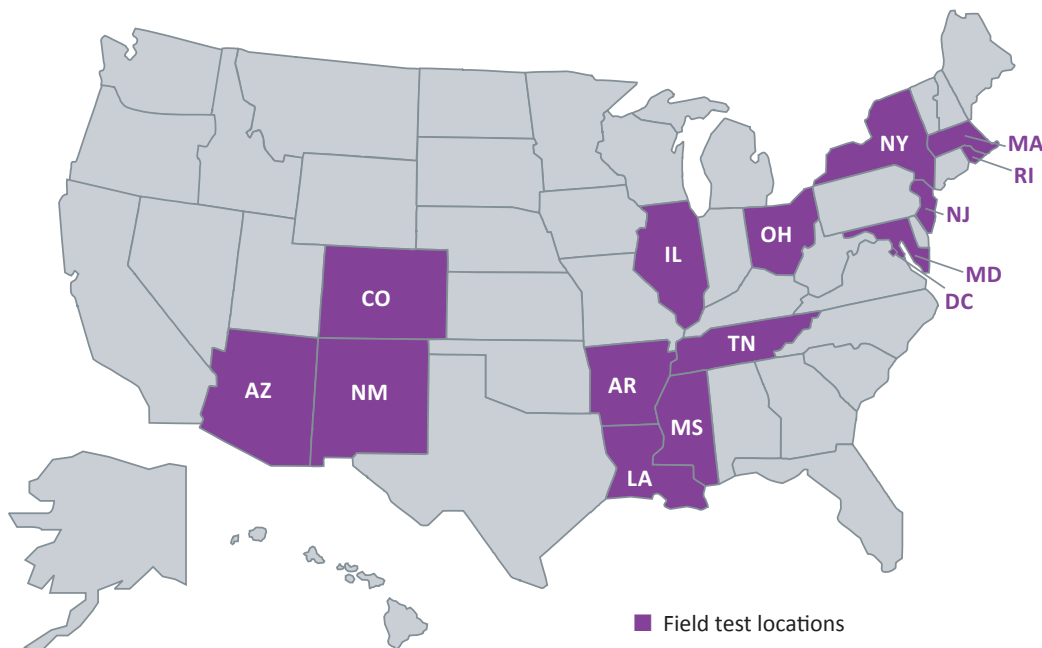 NY
MA
RI
NJ
OH
IL
MD
DC
CO
TN
AR
AZ
NM
MS
LA
Field test locations